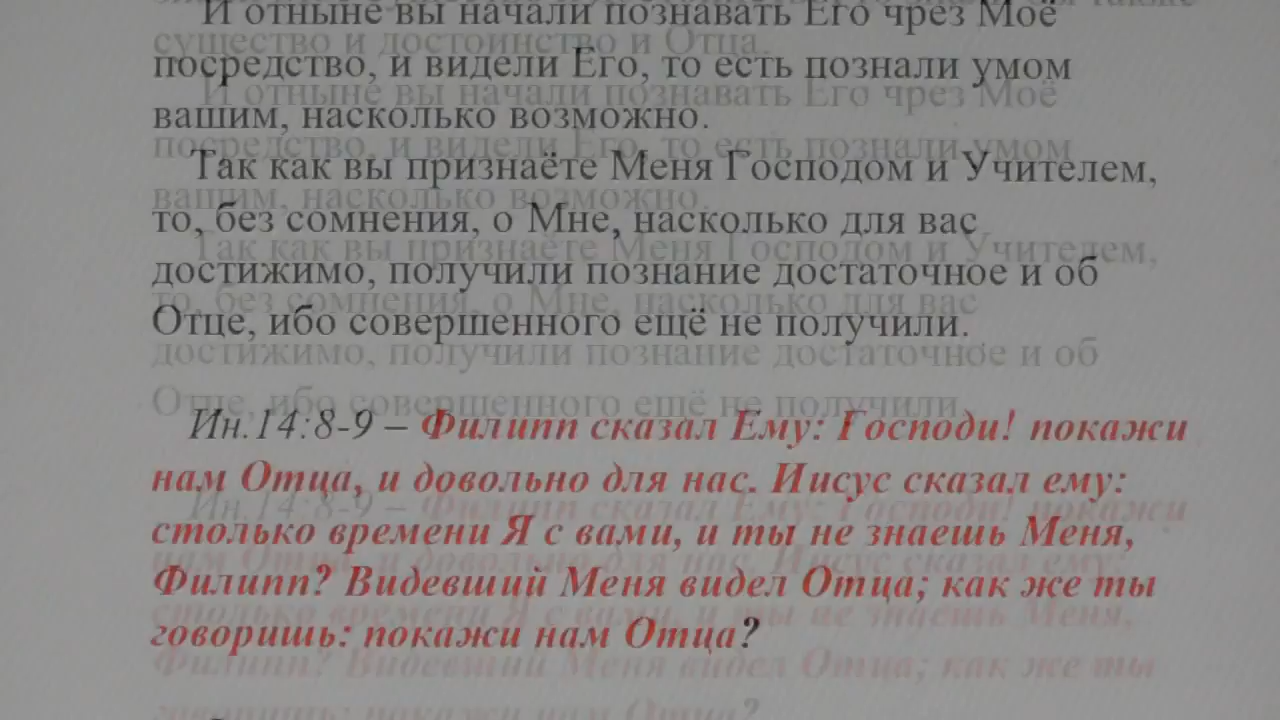 И отныне вы начали познавать Его чрез Моё
посредство, и видели Его, то есть познали умом
вашим, насколько возможно.
Так как вы признаёте Меня Господом и Учителем,
то, без сомнения, о Мне, насколько для вас
достижимо, получили познание достаточное и об
Отце, ибо совершенного ещё не получили.
Ин.14:8-9 – Филипп сказал Ему: Господи! покажи
нам Отца, и довольно для нас. Иисус сказал ему:
столько времени Я с вами, и ты не знаешь Меня,
Филипп? Видевший Меня видел Отца; как же ты
говоришь: покажи нам Отца?